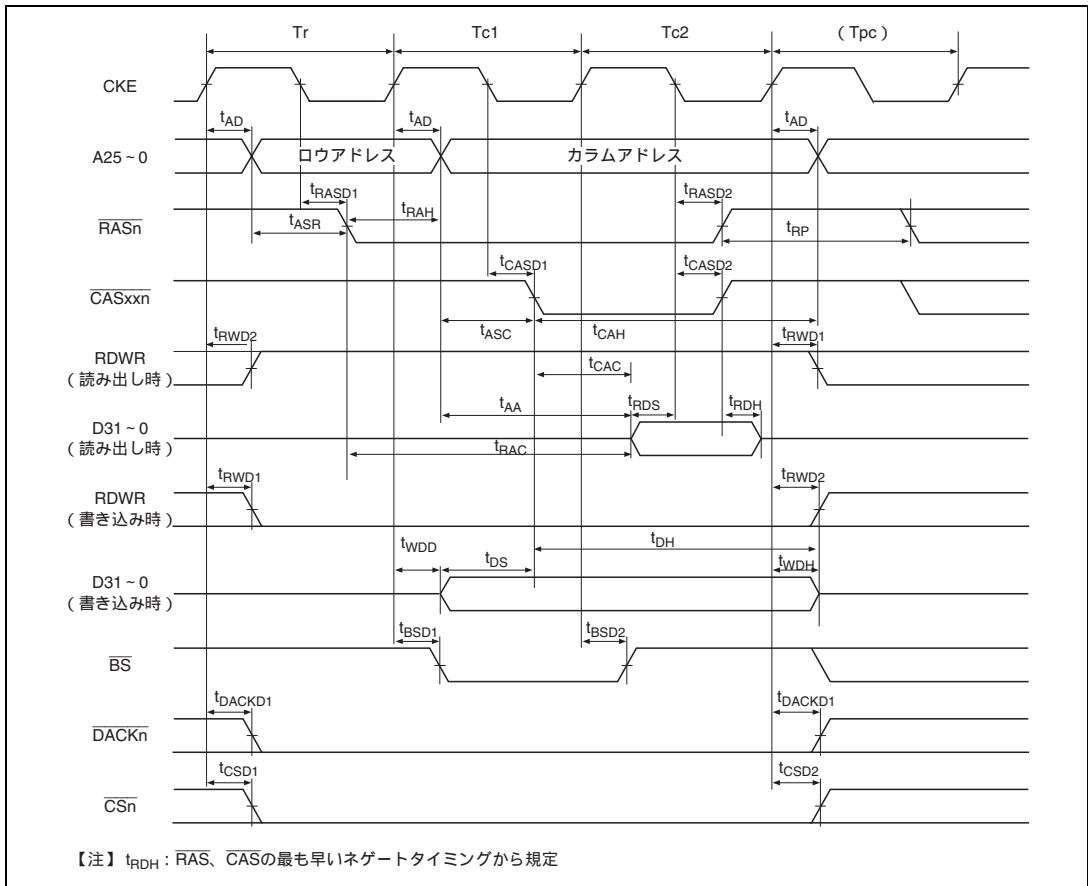 Tr Tc1 Tc2 (Tpc)
CKE
tAD tAD tAD
A25~0 ロウアドレス カラムアドレス
tRASD1 tRAH tRASD2
RASn tASR tRP
tCASD1 tCASD2
CASxxn
tASC tCAH
tRWD2 tRWD1
RDWR
(読み出し時)
tCAC
tAA tRDS tRDH
D31~0
(読み出し時)
tRAC
tRWD1 tRWD2
RDWR
(書き込み時)
tDH
tWDD tDS tWDH
D31~0
(書き込み時)
tBSD1 tBSD2
BS
tDACKD1 tDACKD1
DACKn
tCSD1 tCSD2
CSn
【注】 tRDH:RAS、CASの最も早いネゲートタイミングから規定